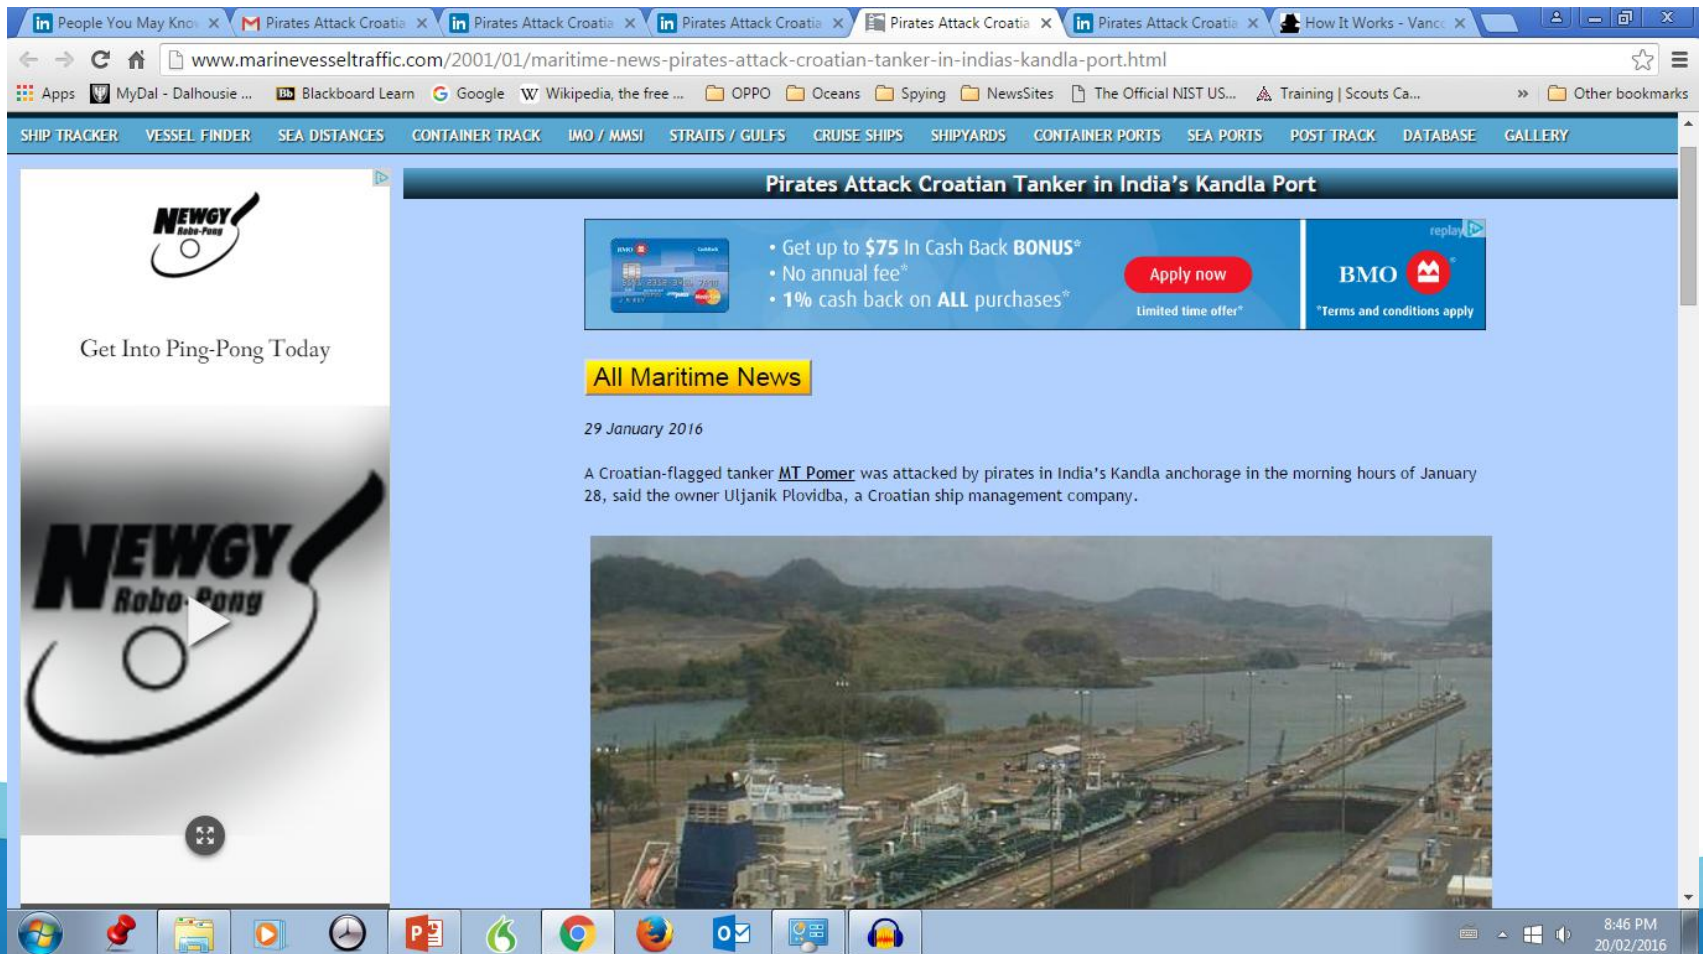 People You May Know
Pirates Attack Croatia
Pirates Attack Croatia
Pirates Attack Croatia
Pirates Attack Croatia
Pirates Attack Croatia
How It Works - Vanco
www.marinevesseltraffic.com/2001/01/maritime-news-pirates-attack-croatian-tanker-in-indias-kandla-port.html
Apps MyDal - Dalhousie ... Bb Blackboard Learn G Google W Wikipedia, the free ... OPPO Oceans Spying NewsSites The Official NIST US... Training | Scouts Ca... » Other bookmarks
SHIP TRACKER VESSEL FINDER SEA DISTANCES CONTAINER TRACK IMO / MMSI STRAITS / GULFS CRUISE SHIPS SHIPYARDS CONTAINER PORTS SEA PORTS POST TRACK DATABASE GALLERY
Pirates Attack Croatian Tanker in India's Kandla Port
NEWGY
Robo-Pong
Get Into Ping-Pong Today
NEWGY
Robo-Pong
• Get up to $75 In Cash Back BONUS*
• No annual fee*
• 1% cash back on ALL purchases*
Apply now
Limited time offer*
replay
BMO
*Terms and conditions apply
All Maritime News
29 January 2016
A Croatian-flagged tanker MT Pomer was attacked by pirates in India's Kandla anchorage in the morning hours of January
28, said the owner Uljanik Plovidba, a Croatian ship management company.
8:46 PM
20/02/2016